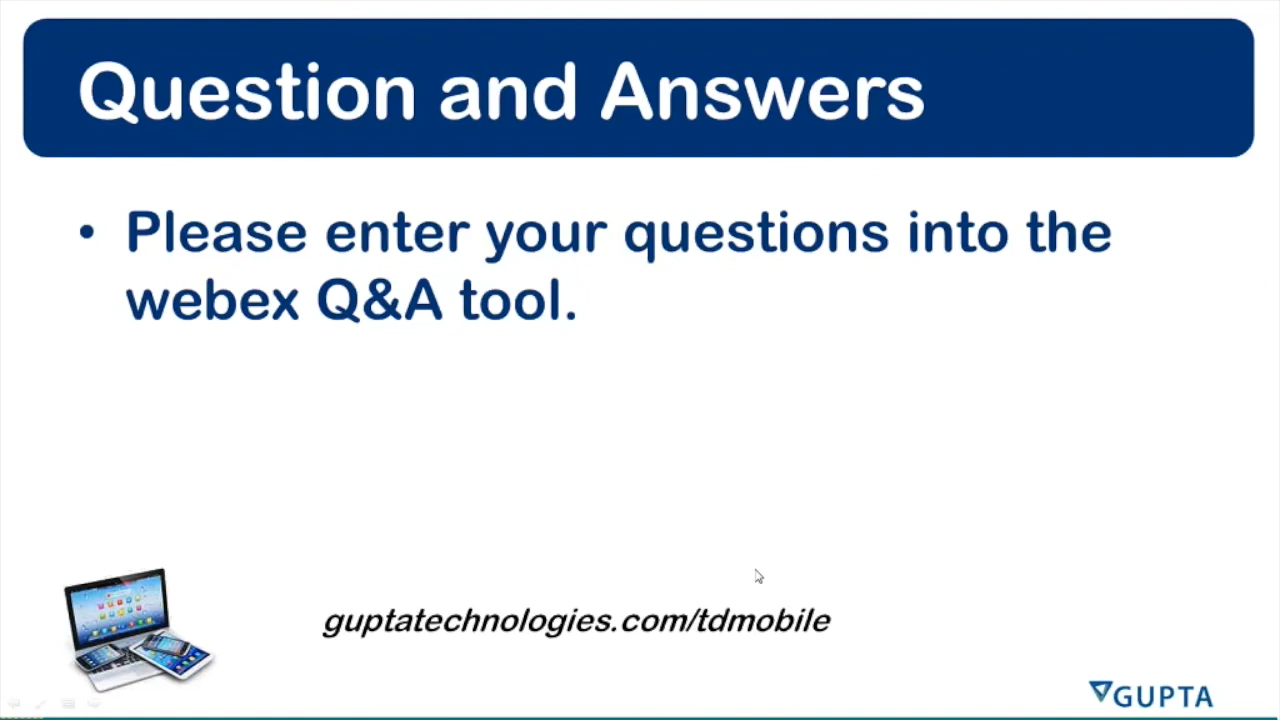 Question and Answers
• Please enter your questions into the
webex Q&A tool.
guptatechnologies.com/tdmobile
GUPTA